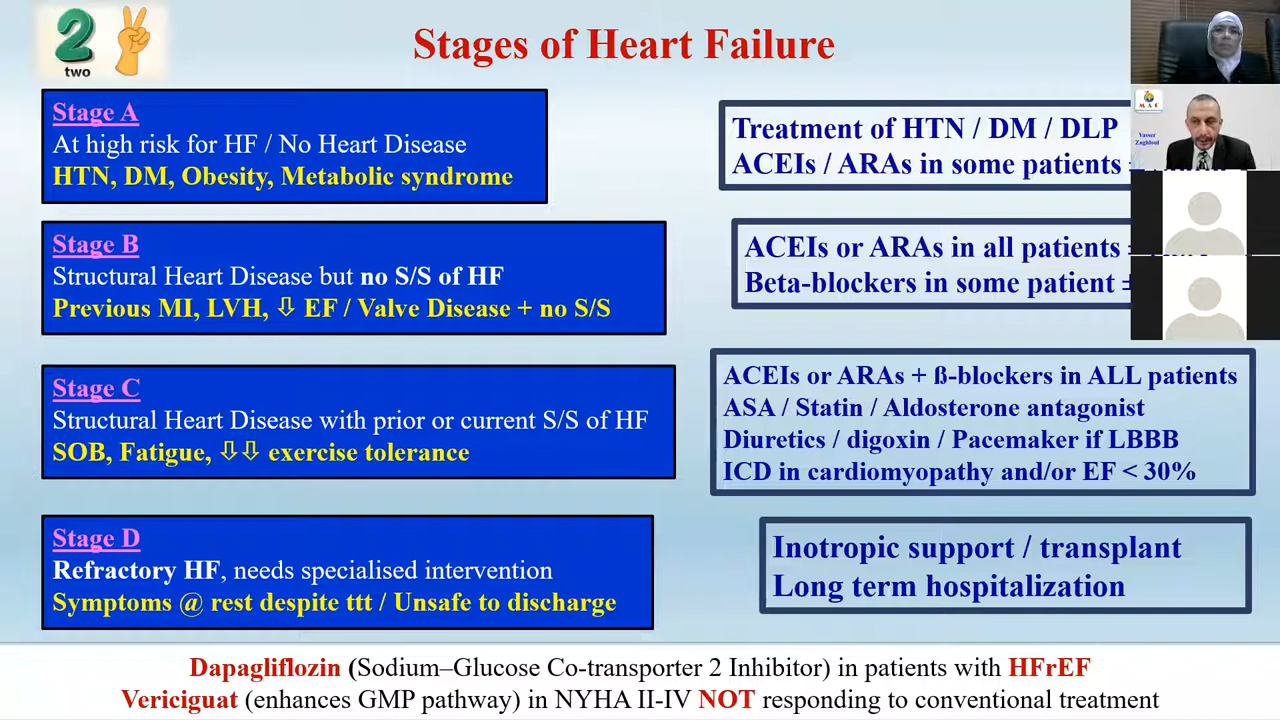 2
two
Stages of Heart Failure
Stage A
At high risk for HF / No Heart Disease
HTN, DM, Obesity, Metabolic syndrome
Treatment of HTN / DM / DLP
ACEIs / ARAs in some patients
Stage B
Structural Heart Disease but no S/S of HF
Previous MI, LVH, ⇩ EF / Valve Disease + no S/S
ACEIs or ARAs in all patients
Beta-blockers in some patient ±
Stage C
Structural Heart Disease with prior or current S/S of HF
SOB, Fatigue, ⇩⇩ exercise tolerance
ACEIs or ARAs + ß-blockers in ALL patients
ASA / Statin / Aldosterone antagonist
Diuretics / digoxin / Pacemaker if LBBB
ICD in cardiomyopathy and/or EF < 30%
Stage D
Refractory HF, needs specialised intervention
Symptoms @ rest despite ttt / Unsafe to discharge
Inotropic support / transplant
Long term hospitalization
Dapagliflozin (Sodium–Glucose Co-transporter 2 Inhibitor) in patients with HFrEF
Vericiguat (enhances GMP pathway) in NYHA II-IV NOT responding to conventional treatment
M A C
Yasser
Zaghloul